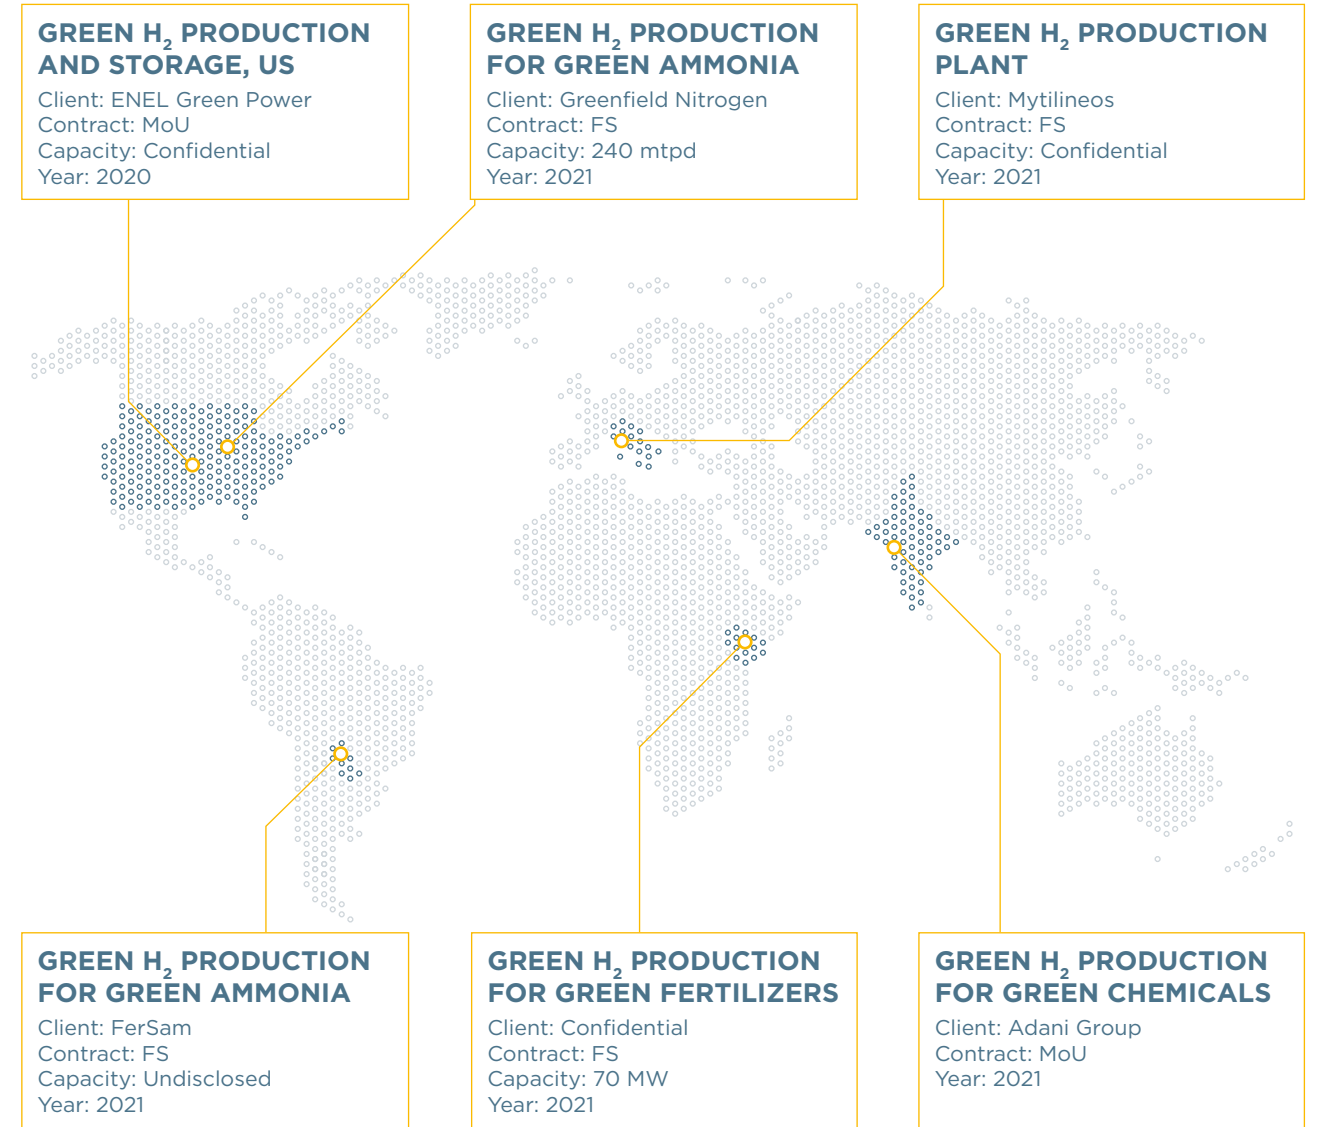 GREEN H₂ PRODUCTION
AND STORAGE, US
Client: ENEL Green Power
Contract: MoU
Capacity: Confidential
Year: 2020
GREEN H₂ PRODUCTION
FOR GREEN AMMONIA
Client: Greenfield Nitrogen
Contract: FS
Capacity: 240 mtpd
Year: 2021
GREEN H₂ PRODUCTION
PLANT
Client: Mytilineos
Contract: FS
Capacity: Confidential
Year: 2021
GREEN H₂ PRODUCTION
FOR GREEN AMMONIA
Client: FerSam
Contract: FS
Capacity: Undisclosed
Year: 2021
GREEN H₂ PRODUCTION
FOR GREEN FERTILIZERS
Client: Confidential
Contract: FS
Capacity: 70 MW
Year: 2021
GREEN H₂ PRODUCTION
FOR GREEN CHEMICALS
Client: Adani Group
Contract: MoU
Year: 2021